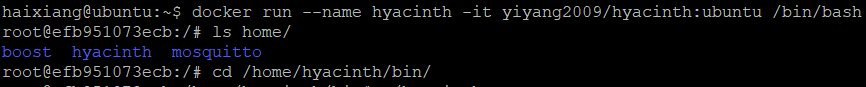 haixiang@ubuntu:~$ docker run --name hyacinth -it yiyang2009/hyacinth:ubuntu /bin/bash
root@efb951073ecb:/# ls home/
boost  hyacinth  mosquitto
root@efb951073ecb:/# cd /home/hyacinth/bin/